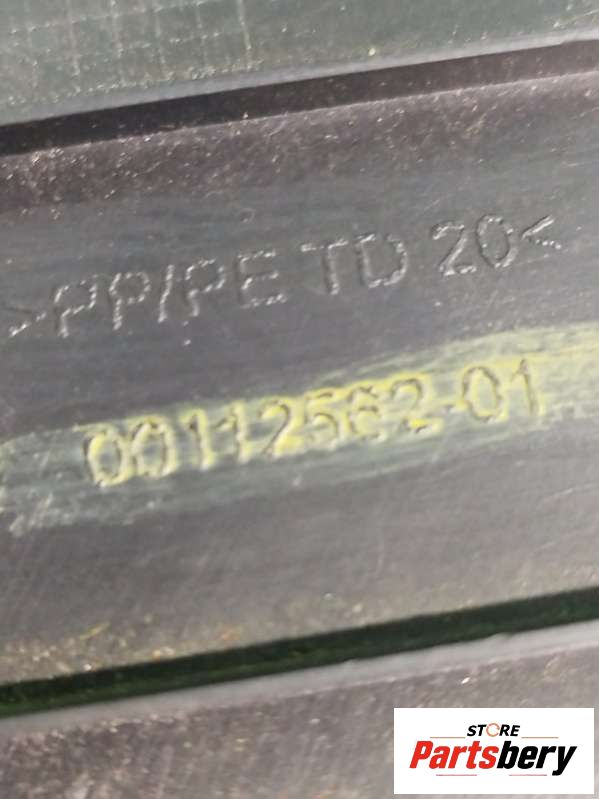 >PP/PE TD 20<
00112562-01
STORE
Partsbery